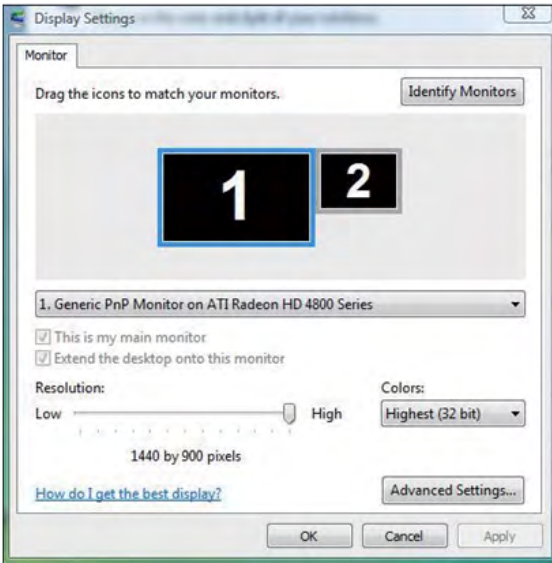 Display Settings
Monitor
Drag the icons to match your monitors.
Identify Monitors
1
2
1. Generic PnP Monitor on ATI Radeon HD 4800 Series
This is my main monitor
Extend the desktop onto this monitor
Resolution:
Colors:
Low
High
Highest (32 bit)
1440 by 900 pixels
How do I get the best display?
Advanced Settings...
OK
Cancel
Apply